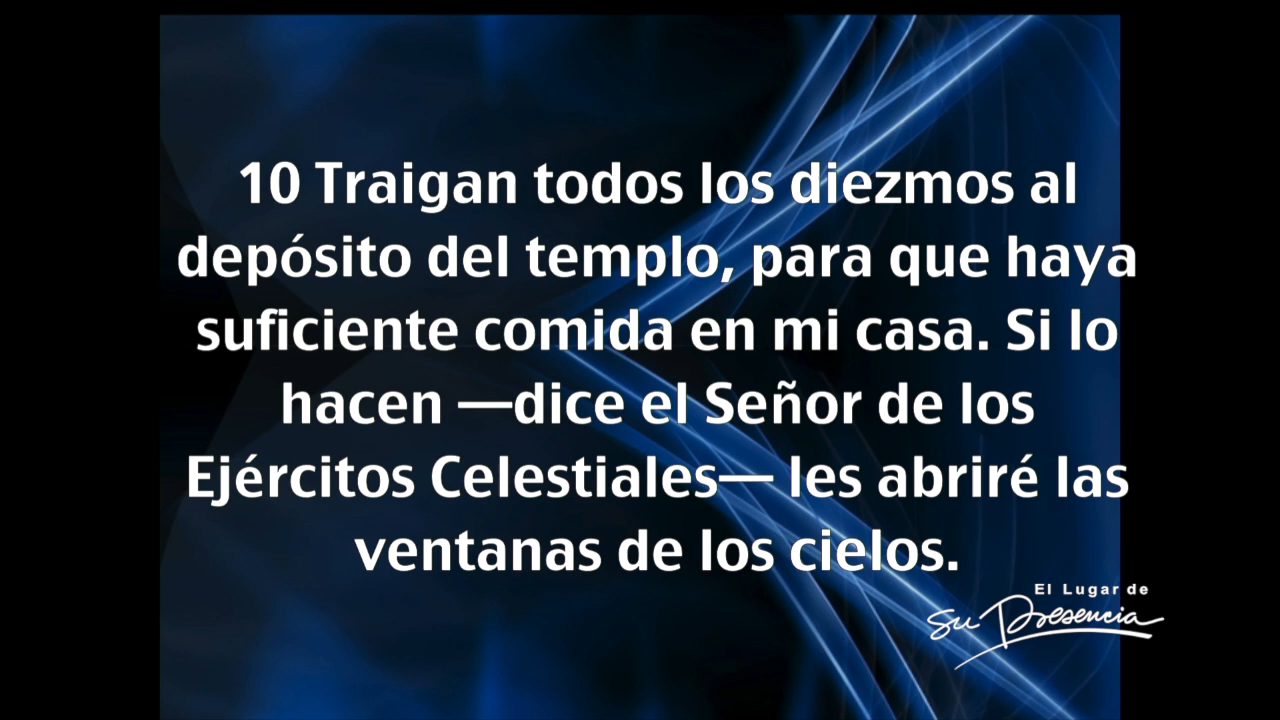 10 Traigan todos los diezmos al
depósito del templo, para que haya
suficiente comida en mi casa. Si lo
hacen —dice el Señor de los
Ejércitos Celestiales— les abriré las
ventanas de los cielos.
El Lugar de
Su Presencia